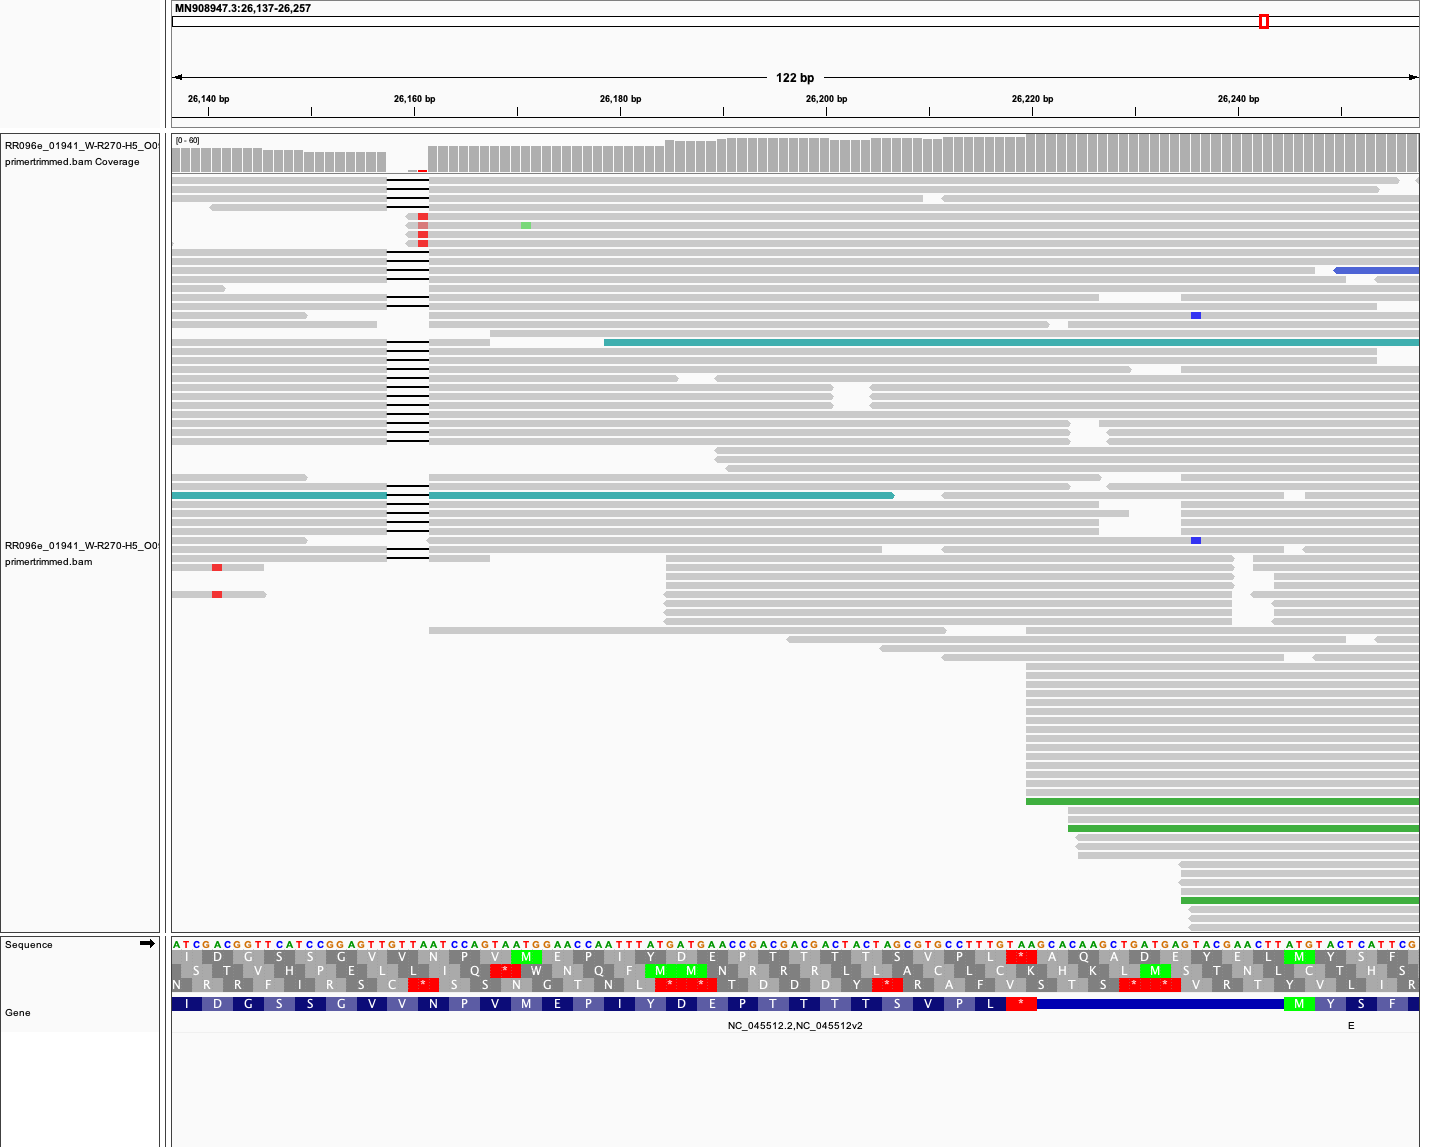 MN908947.3:26,137-26,257
122 bp
26,140 bp 26,160 bp 26,180 bp 26,200 bp 26,220 bp 26,240 bp
RR096e_01941_W-R270-H5_O0
primertrimmed.bam Coverage
[0 - 60]
RR096e_01941_W-R270-H5_O0
primertrimmed.bam
Sequence
ATCGACGGTTCATCCGGAGTTGTTAATCCAGTAATGGAACCAATTTATGATGAACCGACGACGACTACTAGCGTGCCTTTGTAAGCACAAGCTGATGAGTACGAACTTATGTACTCATTCG
I D G S S G V V N P V M E P I Y D E P T T T T S V P L * A Q A D E Y E L M Y S F
S T V H P E L L I Q * W N Q F M M N R R R L L A C L C K H K L M S T N L C T H S
N R R F I R S C * S S N G T N L * * T D D D Y * R A F V S T S * * V R T Y V L I R
Gene
I D G S S G V V N P V M E P I Y D E P T T T T S V P L * M Y S F
NC_045512.2,NC_045512v2 E